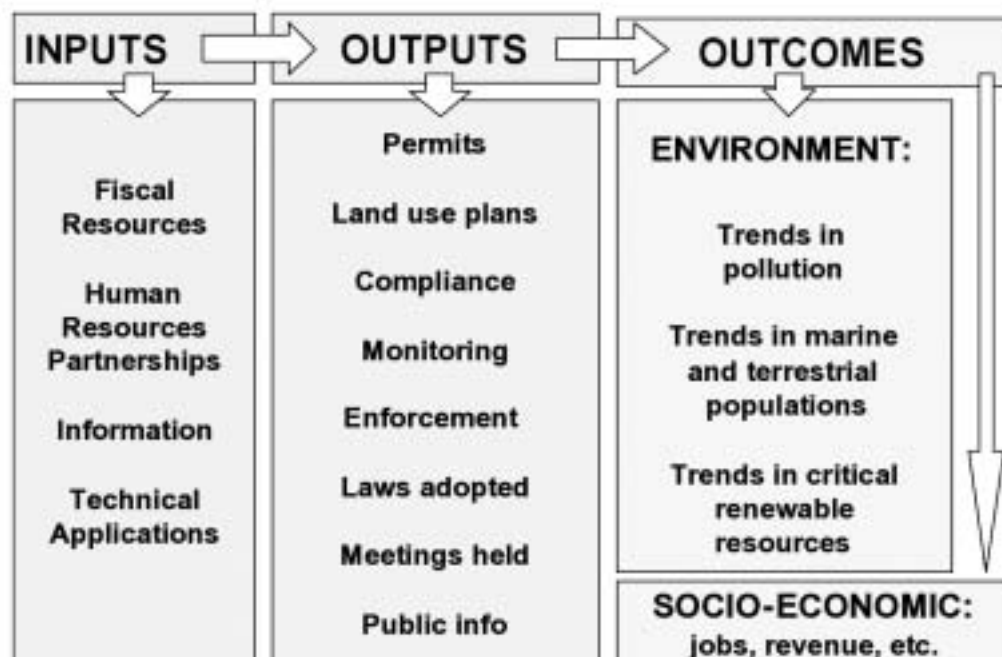 INPUTS
OUTPUTS
OUTCOMES
Fiscal
Resources
Human
Resources
Partnerships
Information
Technical
Applications
Permits
Land use plans
Compliance
Monitoring
Enforcement
Laws adopted
Meetings held
Public info
ENVIRONMENT:
Trends in
pollution
Trends in marine
and terrestrial
populations
Trends in critical
renewable
resources
SOCIO-ECONOMIC:
jobs, revenue, etc.